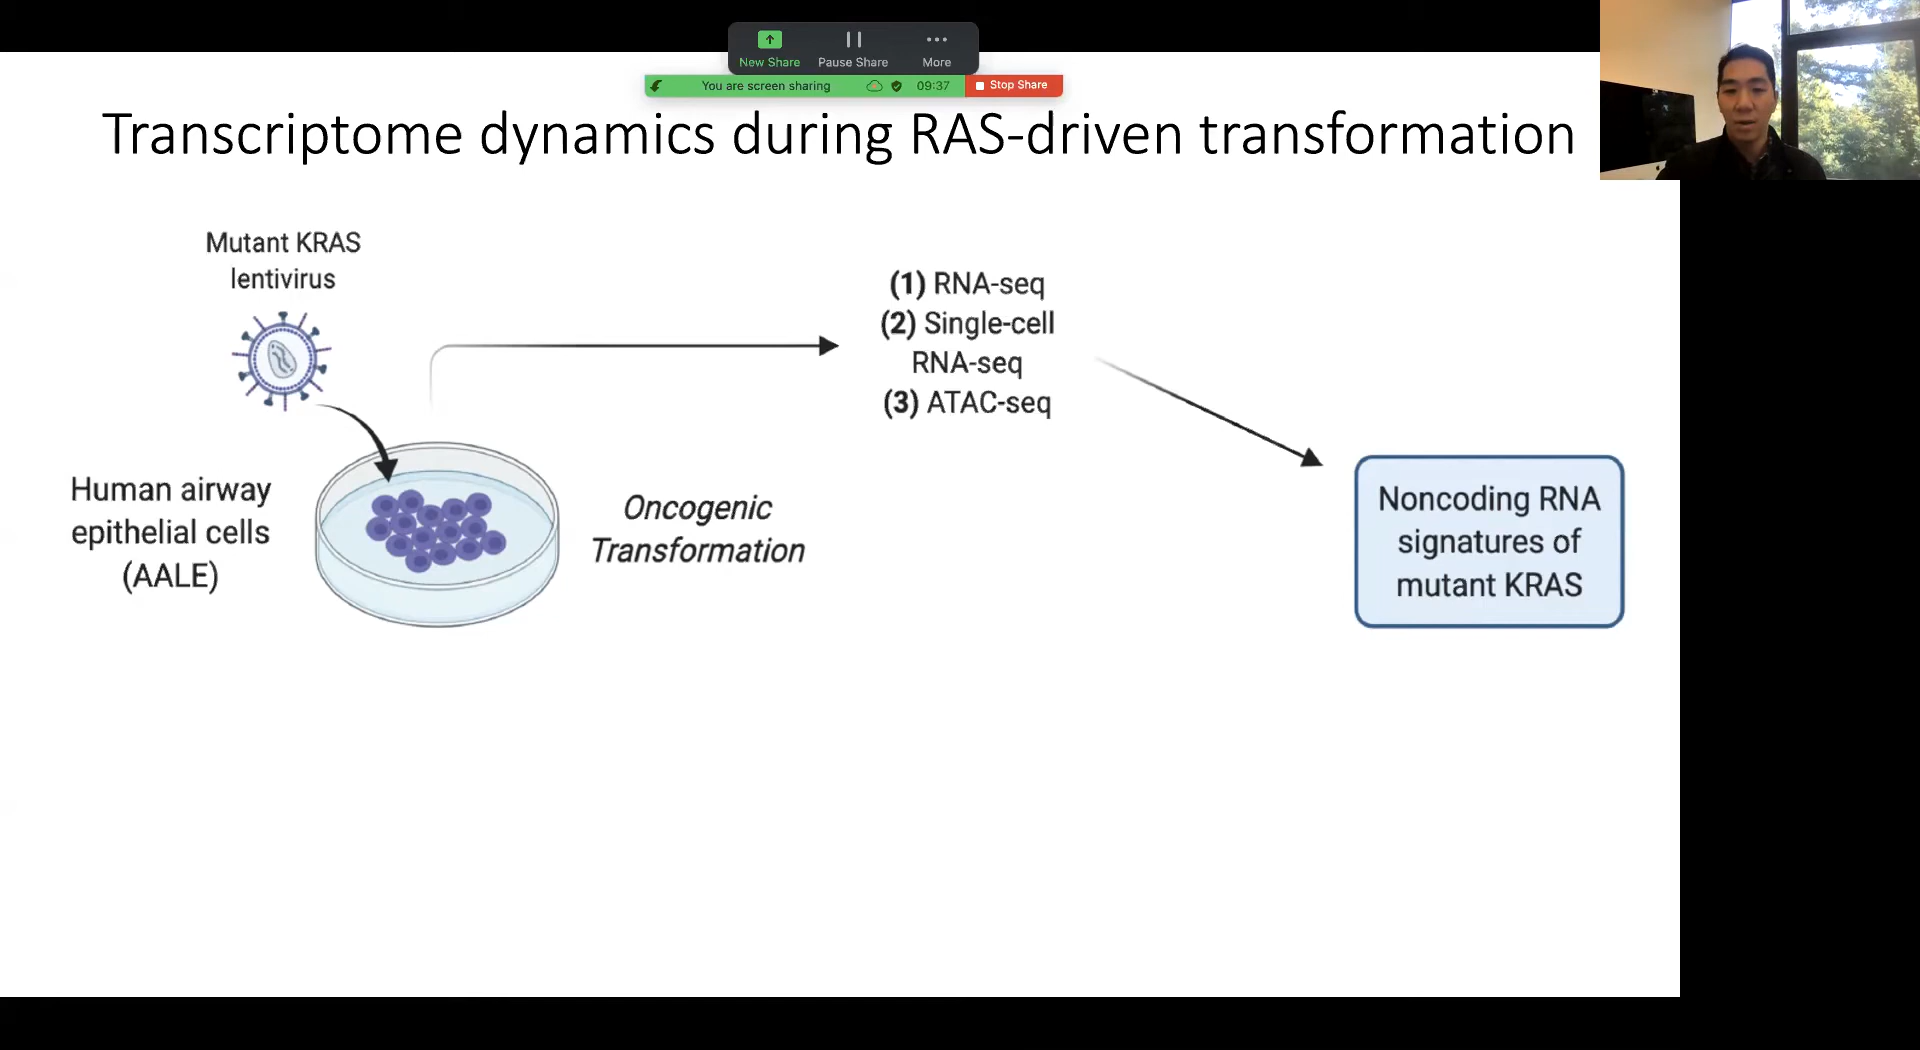 New Share
Pause Share
More
You are screen sharing
09:37
Stop Share
Transcriptome dynamics during RAS-driven transformation
Mutant KRAS
lentivirus
(1) RNA-seq
(2) Single-cell
RNA-seq
(3) ATAC-seq
Human airway
epithelial cells
(AALE)
Oncogenic
Transformation
Noncoding RNA
signatures of
mutant KRAS